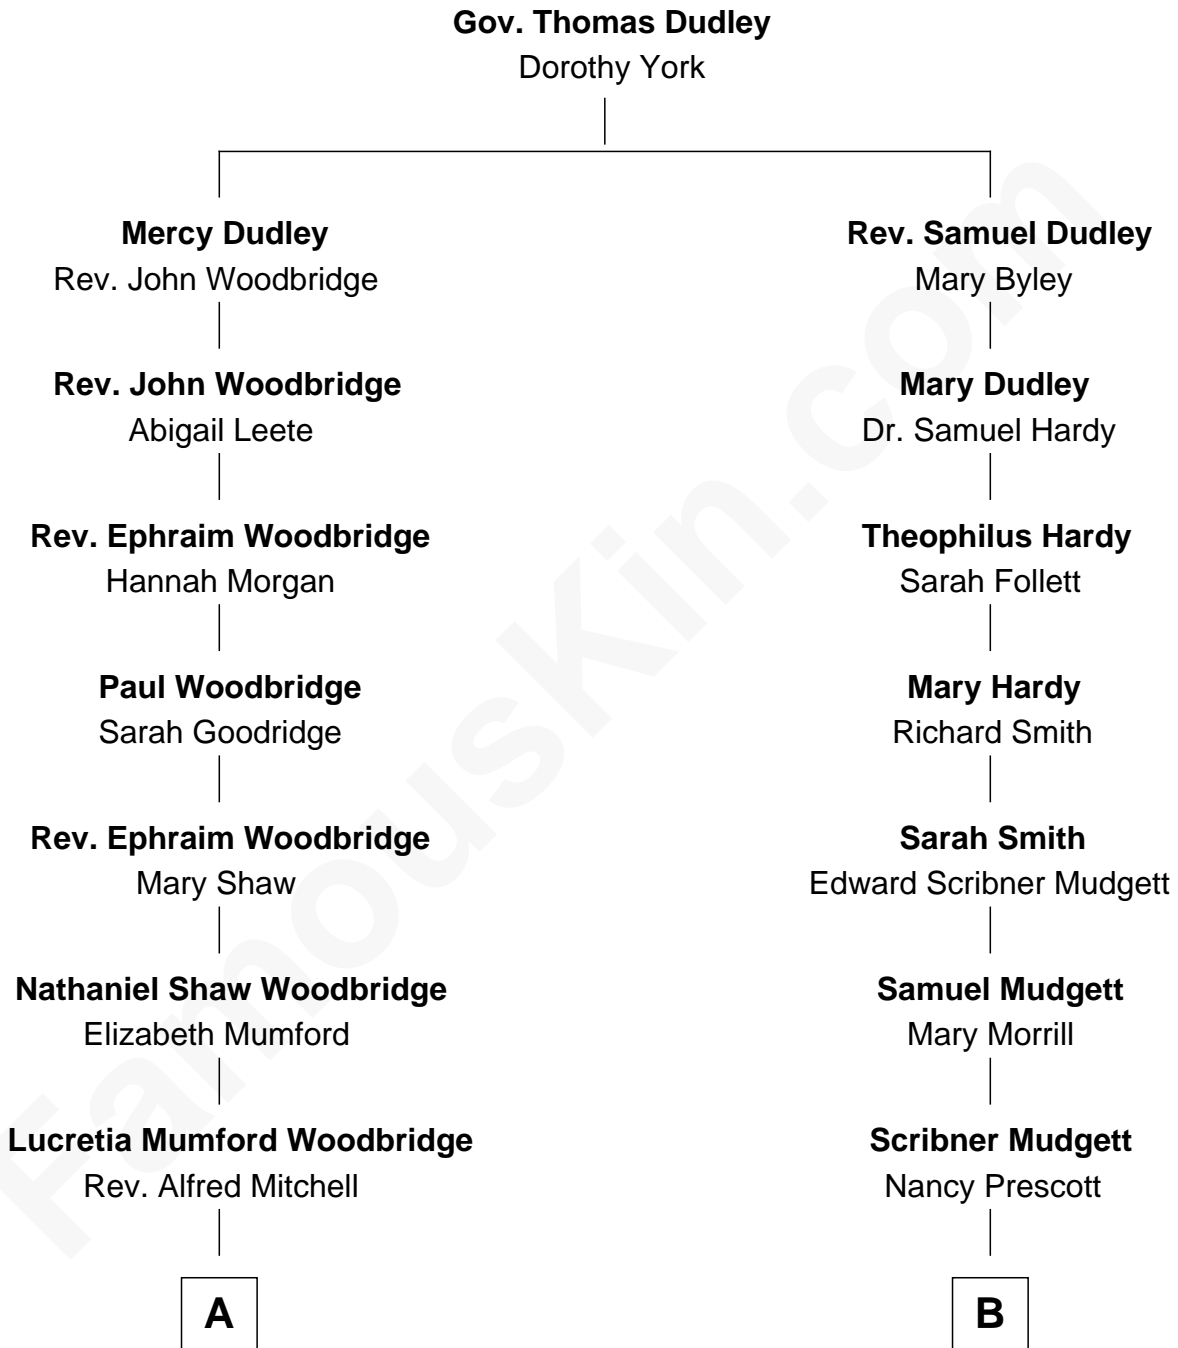 Gov. Thomas Dudley
Dorothy York
Mercy Dudley
Rev. John Woodbridge
Rev. Samuel Dudley
Mary Byley
Rev. John Woodbridge
Abigail Leete
Mary Dudley
Dr. Samuel Hardy
Rev. Ephraim Woodbridge
Hannah Morgan
Theophilus Hardy
Sarah Follett
Paul Woodbridge
Sarah Goodridge
Mary Hardy
Richard Smith
Rev. Ephraim Woodbridge
Mary Shaw
Sarah Smith
Edward Scribner Mudgett
Nathaniel Shaw Woodbridge
Elizabeth Mumford
Samuel Mudgett
Mary Morrill
Lucretia Mumford Woodbridge
Rev. Alfred Mitchell
Scribner Mudgett
Nancy Prescott
A
B
FamousKin.com